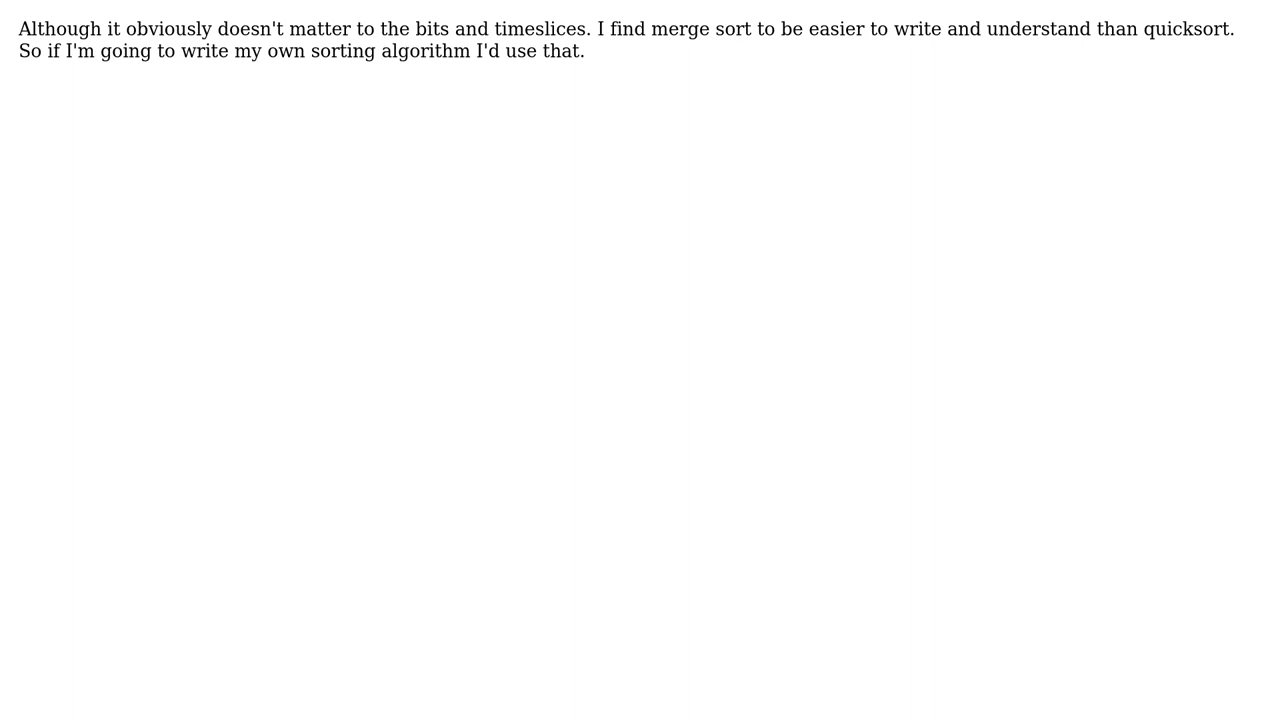 Although it obviously doesn't matter to the bits and timeslices. I find merge sort to be easier to write and understand than quicksort.
So if I'm going to write my own sorting algorithm I'd use that.